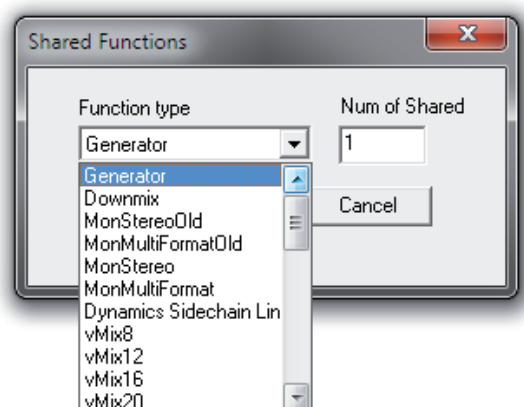 Shared Functions
Function type
Num of Shared
Generator
1
Generator
Downmix
MonStereoOld
Cancel
MonMultiFormatOld
MonStereo
MonMultiFormat
Dynamics Sidechain Lin
vMix8
vMix12
vMix16
vMix20